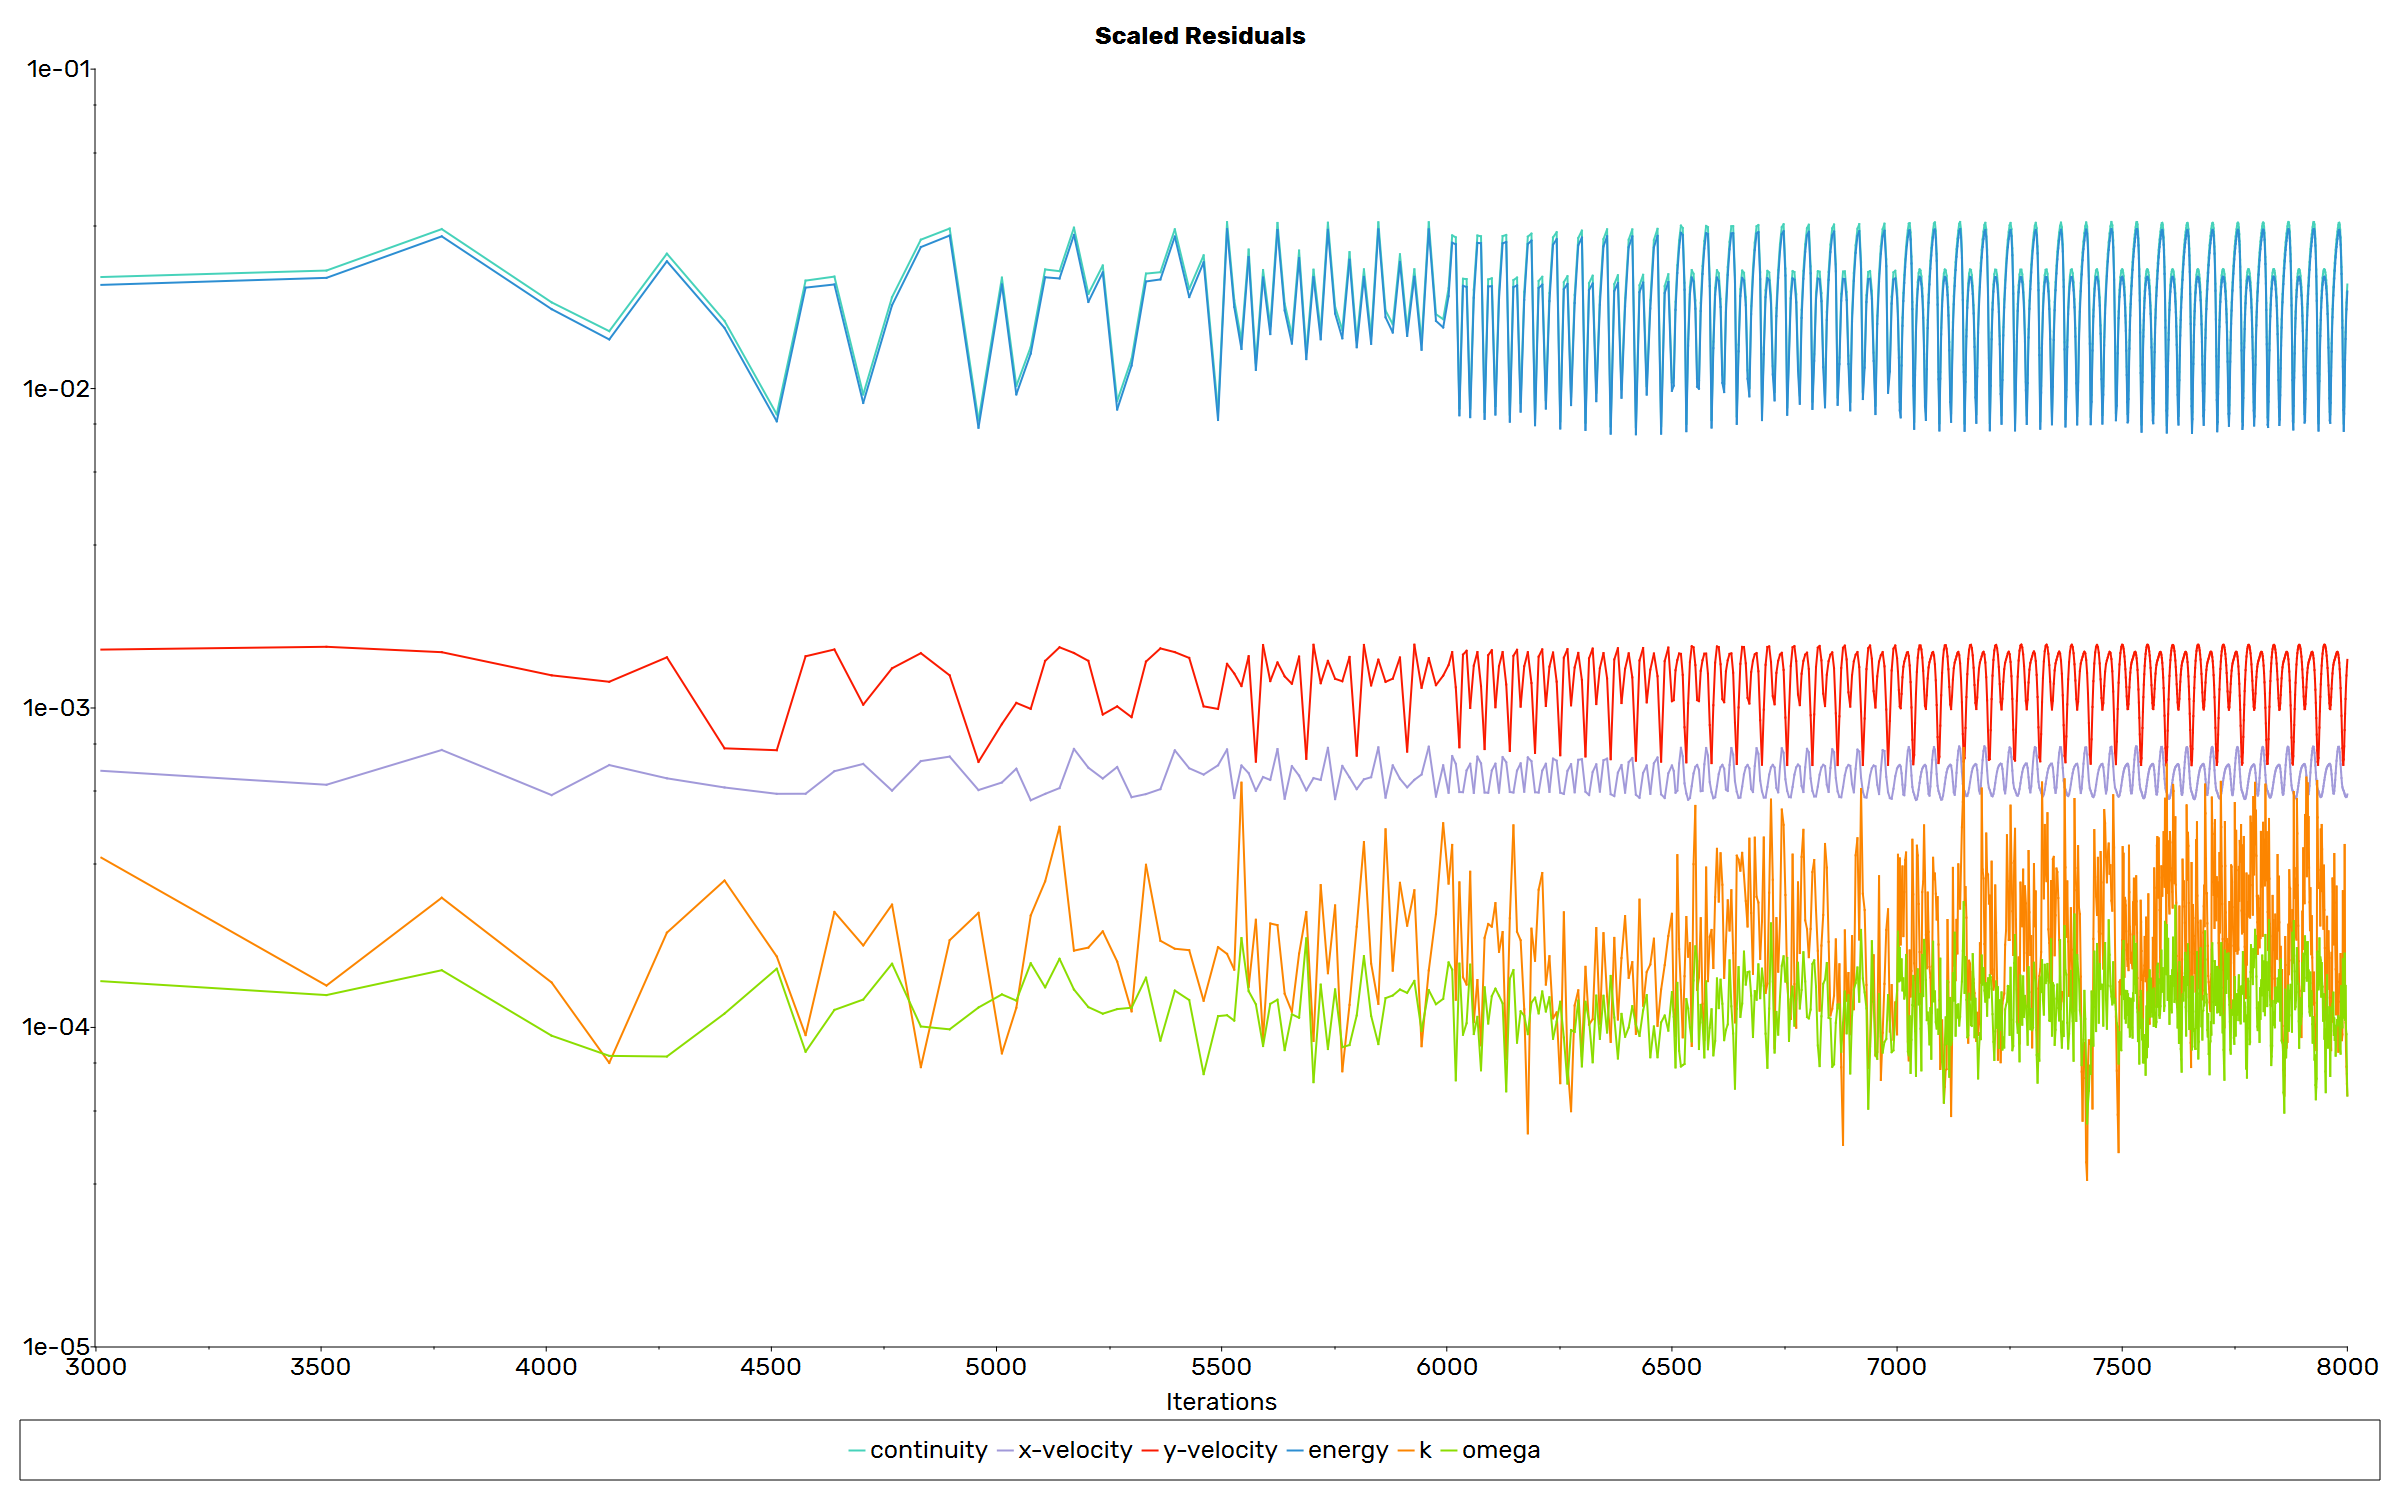 Scaled Residuals
1e-01
1e-02
1e-03
1e-04
1e-05
3000 3500 4000 4500 5000 5500 6000 6500 7000 7500 8000
Iterations
continuity x-velocity y-velocity energy k omega